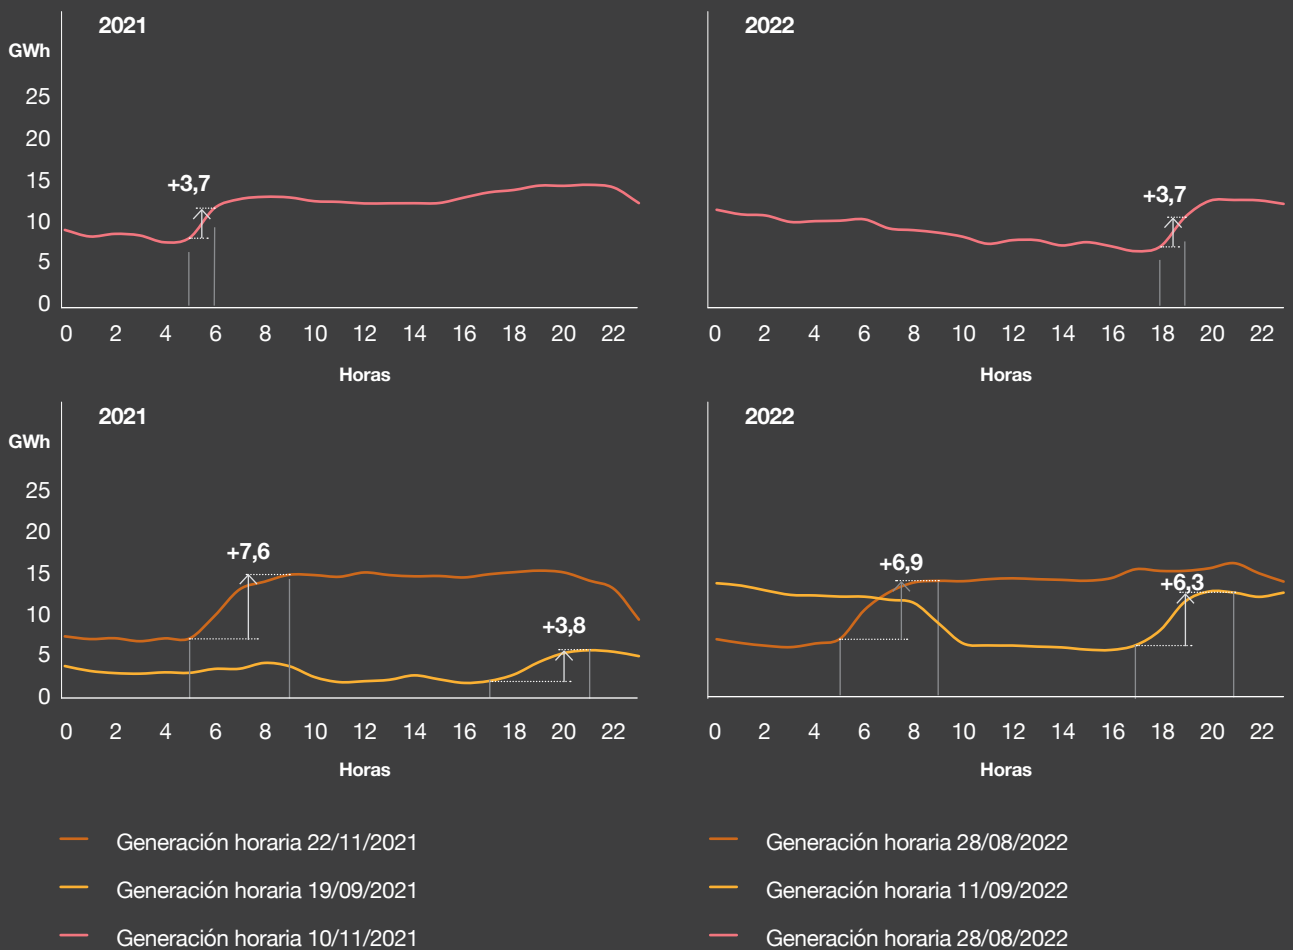 2021
GWh
25
20
15
10
5
0
+3,7
0 2 4 6 8 10 12 14 16 18 20 22
Horas
2022
+3,7
0 2 4 6 8 10 12 14 16 18 20 22
Horas
2021
GWh
25
20
15
10
5
0
+7,6
+3,8
0 2 4 6 8 10 12 14 16 18 20 22
Horas
2022
+6,9
+6,3
0 2 4 6 8 10 12 14 16 18 20 22
Horas
Generación horaria 22/11/2021
Generación horaria 19/09/2021
Generación horaria 10/11/2021
Generación horaria 28/08/2022
Generación horaria 11/09/2022
Generación horaria 28/08/2022